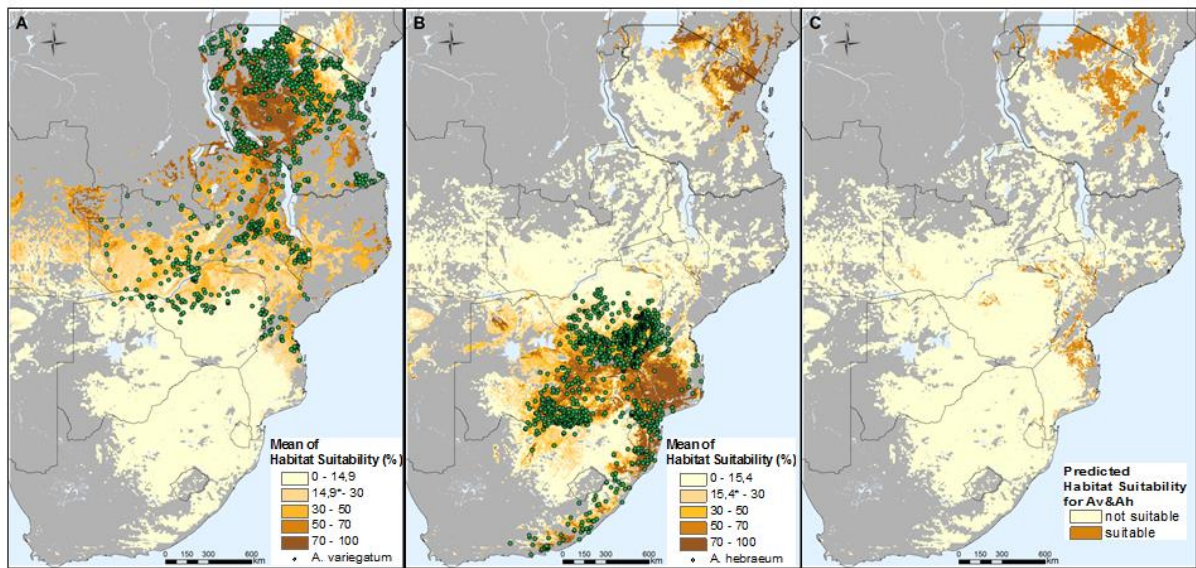 A
N
Mean of
Habitat Suitability (%)
0 - 14,9
14,9*- 30
30 - 50
50 - 70
70 - 100
A. variegatum
0 150 300 600
km
B
N
Mean of
Habitat Suitability (%)
0 - 15,4
15,4* - 30
30 - 50
50 - 70
70 - 100
A. hebraeum
0 150 300 600
km
C
N
Predicted
Habitat Suitability
for Av&Ah
not suitable
suitable
0 150 300 600
km